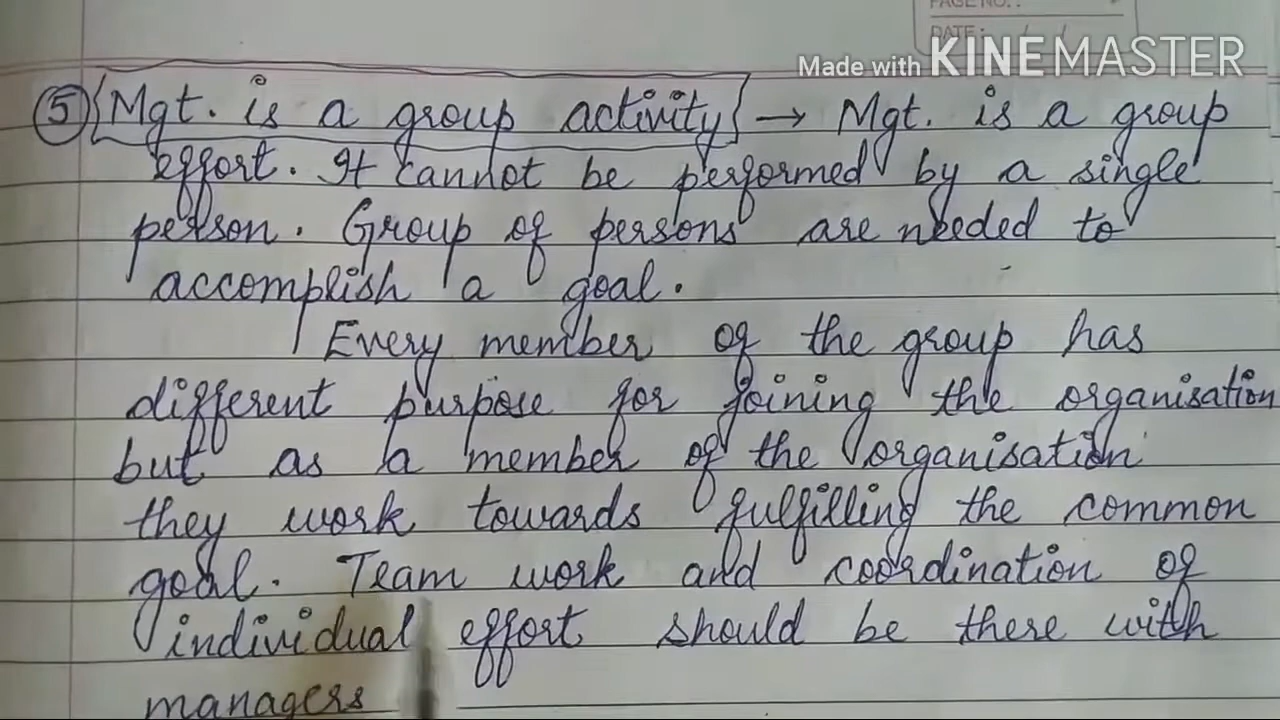 PAGE NO.:
DATE: / /
Made with KINEMASTER
5 Mgt. is a group activity → Mgt. is a group
effort. It cannot be performed by a single
person. Group of persons are needed to
accomplish a goal.
Every member of the group has
different purpose for joining the organisation
but as a member of the organisation
they work towards fulfilling the common
goal. Team work and coordination of
individual effort should be there with
managers